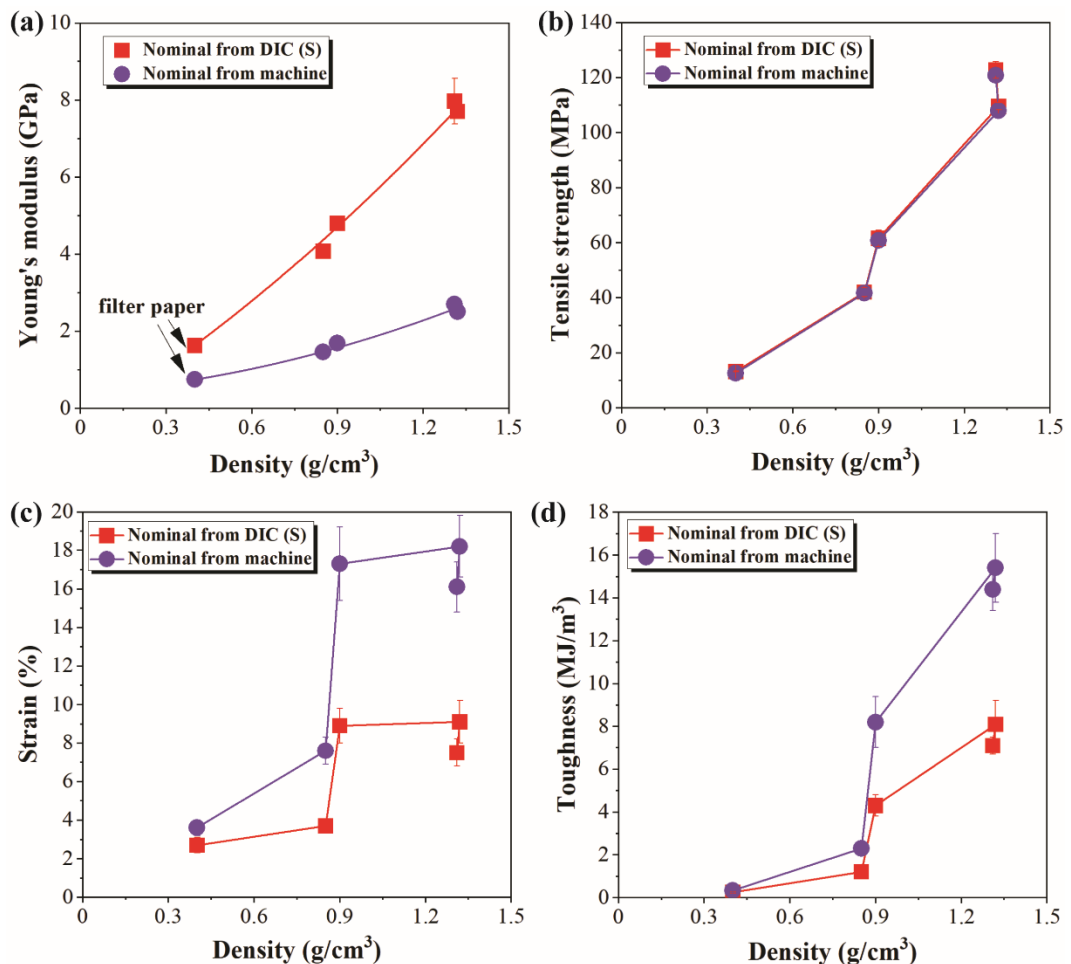 (a)
10
8
6
4
2
0
Young's modulus (GPa)
Nominal from DIC (S)
Nominal from machine
filter paper
0 0.3 0.6 0.9 1.2 1.5
Density (g/cm³)
(b)
140
120
100
80
60
40
20
0
Tensile strength (MPa)
Nominal from DIC (S)
Nominal from machine
0 0.3 0.6 0.9 1.2 1.5
Density (g/cm³)
(c)
20
18
16
14
12
10
8
6
4
2
0
Strain (%)
Nominal from DIC (S)
Nominal from machine
0 0.3 0.6 0.9 1.2 1.5
Density (g/cm³)
(d)
18
16
14
12
10
8
6
4
2
0
Toughness (MJ/m³)
Nominal from DIC (S)
Nominal from machine
0 0.3 0.6 0.9 1.2 1.5
Density (g/cm³)